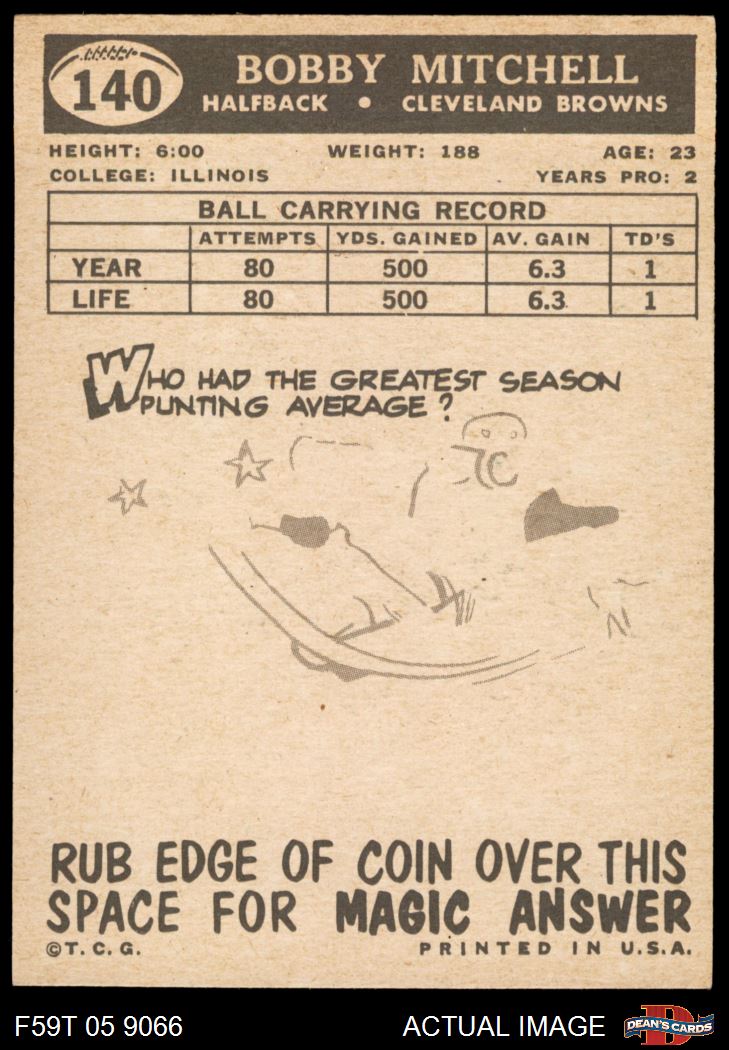 140
BOBBY MITCHELL
HALFBACK • CLEVELAND BROWNS
HEIGHT: 6:00 WEIGHT: 188 AGE: 23
COLLEGE: ILLINOIS YEARS PRO: 2
BALL CARRYING RECORD
ATTEMPTS YDS. GAINED AV. GAIN TD'S
YEAR 80 500 6.3 1
LIFE 80 500 6.3 1
WHO HAD THE GREATEST SEASON
PUNTING AVERAGE?
RUB EDGE OF COIN OVER THIS
SPACE FOR MAGIC ANSWER
©T.C.G. PRINTED IN U.S.A.
F59T 05 9066 ACTUAL IMAGE D DEAN'S CARDS